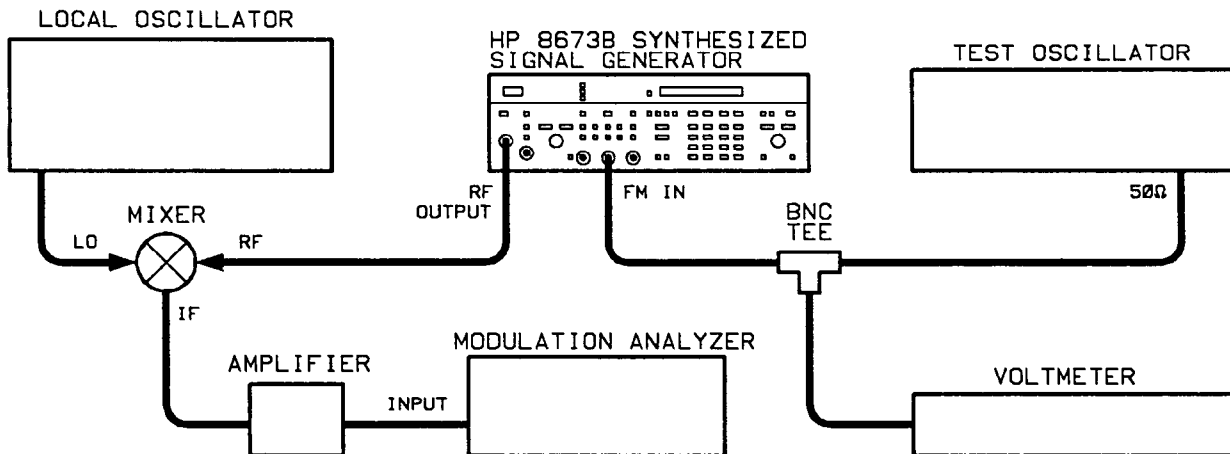 LOCAL OSCILLATOR
HP 8673B SYNTHESIZED
SIGNAL GENERATOR
TEST OSCILLATOR
RF
OUTPUT
FM IN
50Ω
MIXER
BNC
TEE
LO
RF
IF
AMPLIFIER
MODULATION ANALYZER
VOLTMETER
INPUT